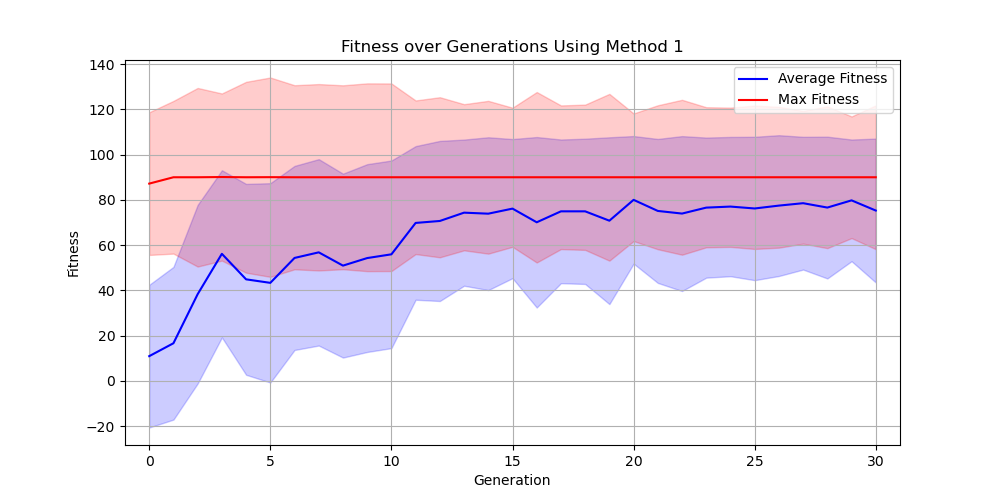 Fitness over Generations Using Method 1
Average Fitness
Max Fitness
Fitness
140
120
100
80
60
40
20
0
−20
0 5 10 15 20 25 30
Generation